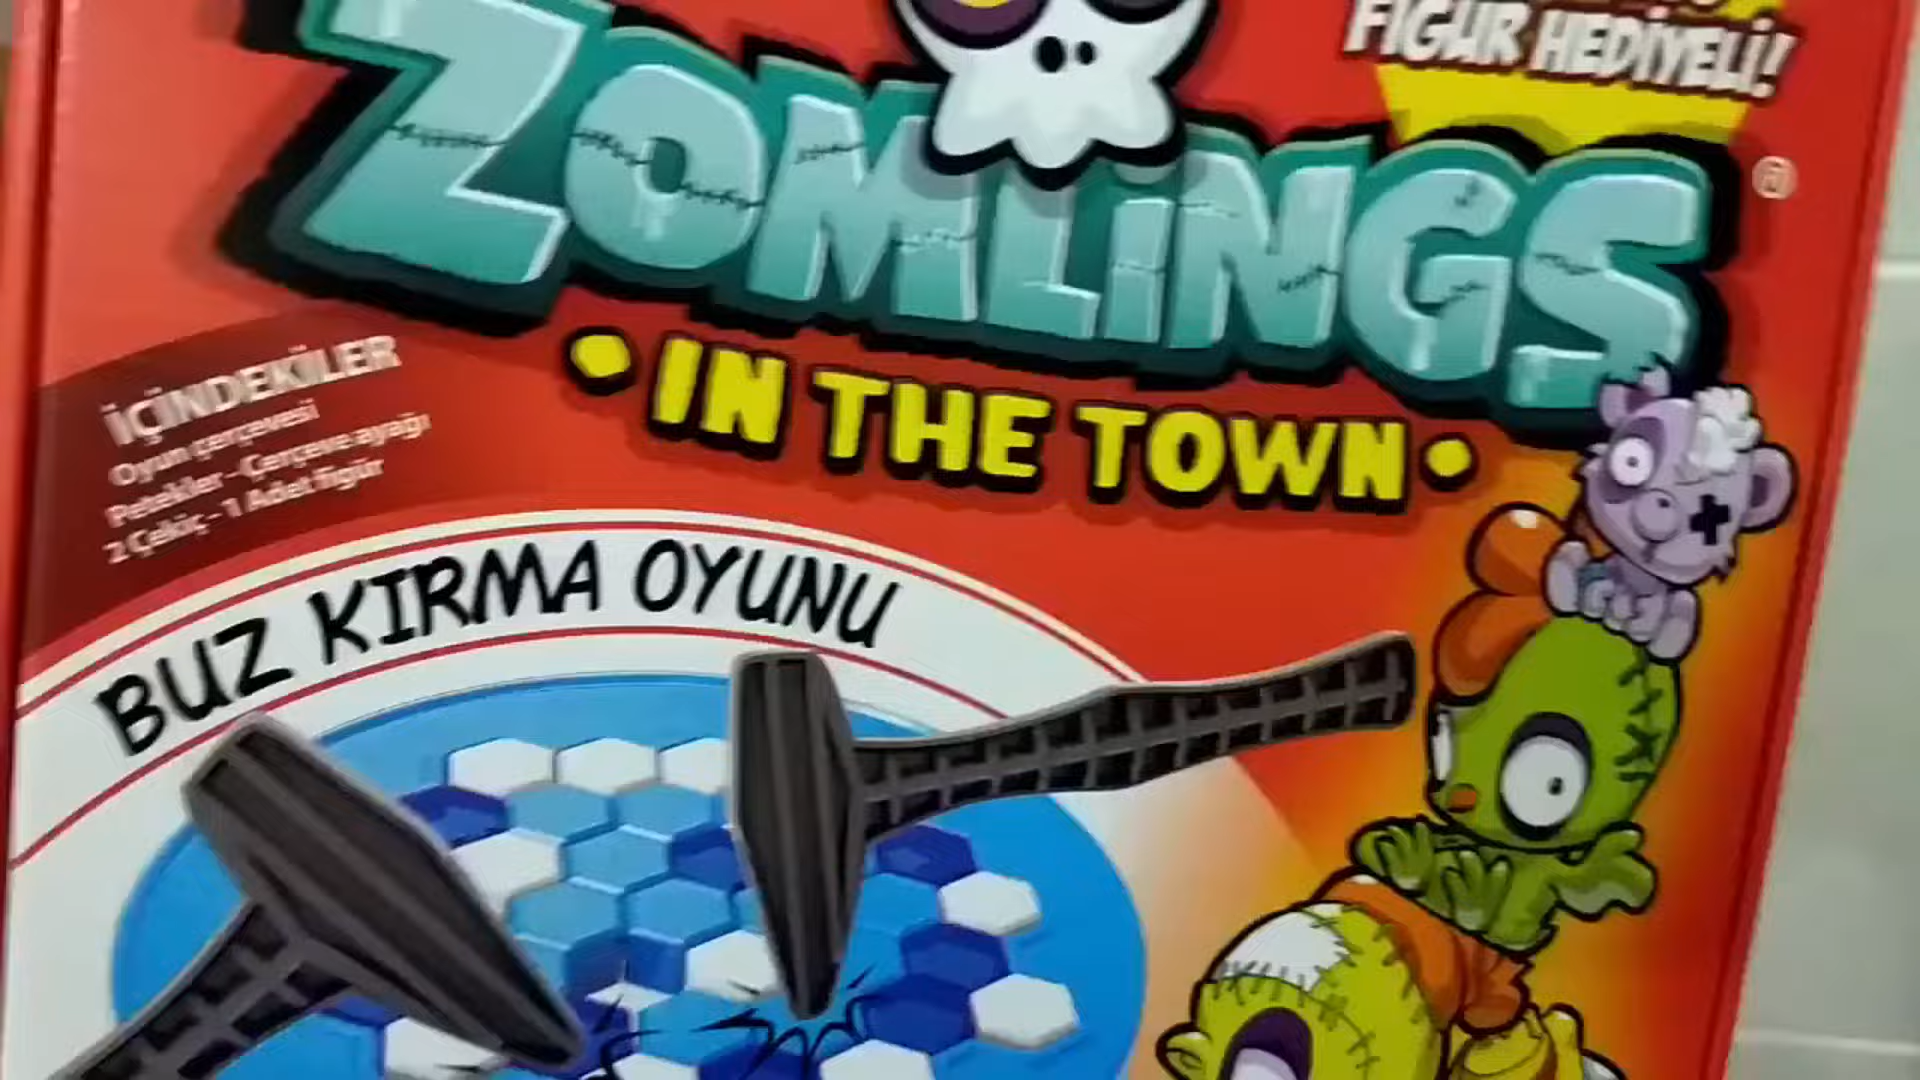 FİGÜR HEDİYELİ!
ZOMLiNGS
®
• IN THE TOWN •
İÇİNDEKİLER
Oyun çerçevesi
Petekler - Çerçeve ayağı
2 Çekiç - 1 Adet figür
BUZ KIRMA OYUNU